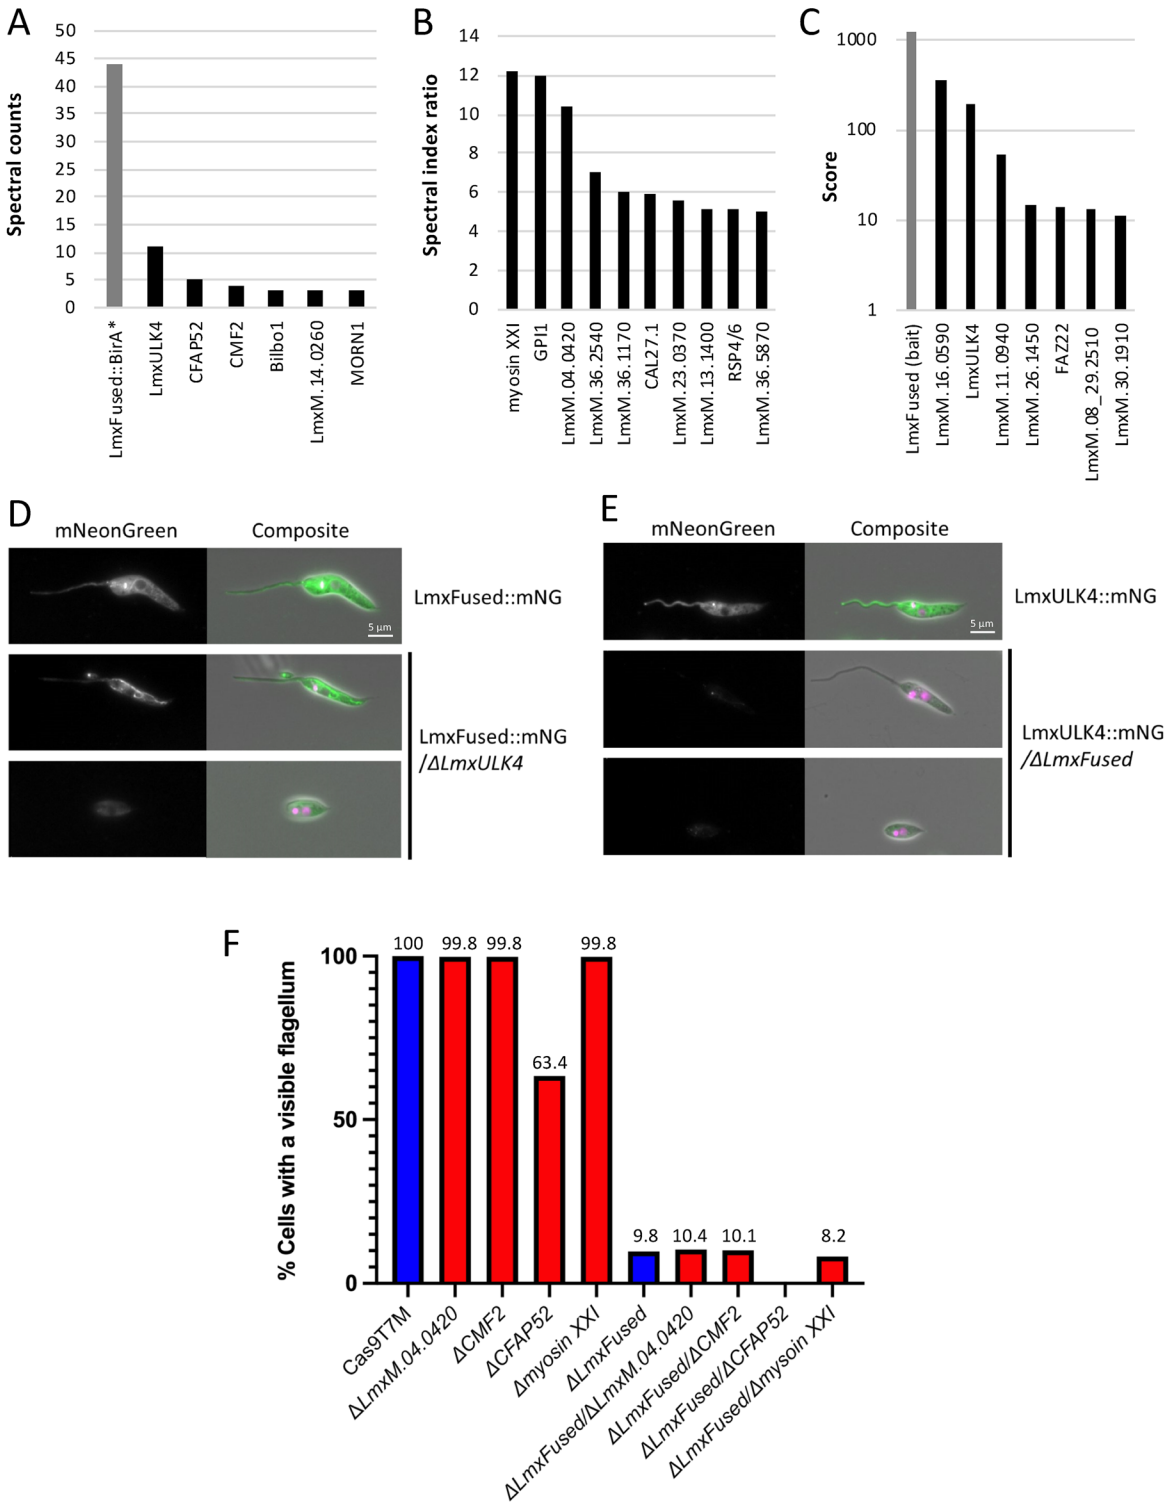 A
Spectral counts
50
45
40
35
30
25
20
15
10
5
0
LmxFused::BirA*
LmxULK4
CFAP52
CMF2
Bilbo1
LmxM.14.0260
MORN1
B
Spectral index ratio
14
12
10
8
6
4
2
0
myosin XXI
GPI1
LmxM.04.0420
LmxM.36.2540
LmxM.36.1170
CAL27.1
LmxM.23.0370
LmxM.13.1400
RSP4/6
LmxM.36.5870
C
Score
1000
100
10
1
LmxFused (bait)
LmxM.16.0590
LmxULK4
LmxM.11.0940
LmxM.26.1450
FAZ22
LmxM.08_29.2510
LmxM.30.1910
D
mNeonGreen Composite
5 µm
LmxFused::mNG
LmxFused::mNG
/ΔLmxULK4
E
mNeonGreen Composite
5 µm
LmxULK4::mNG
LmxULK4::mNG
/ΔLmxFused
F
% Cells with a visible flagellum
100
50
0
100 99.8 99.8 63.4 99.8 9.8 10.4 10.1 8.2
Cas9T7M
ΔLmxM.04.0420
ΔCMF2
ΔCFAP52
Δmyosin XXI
ΔLmxFused
ΔLmxFused/ΔLmxM.04.0420
ΔLmxFused/ΔCMF2
ΔLmxFused/ΔCFAP52
ΔLmxFused/Δmysoin XXI